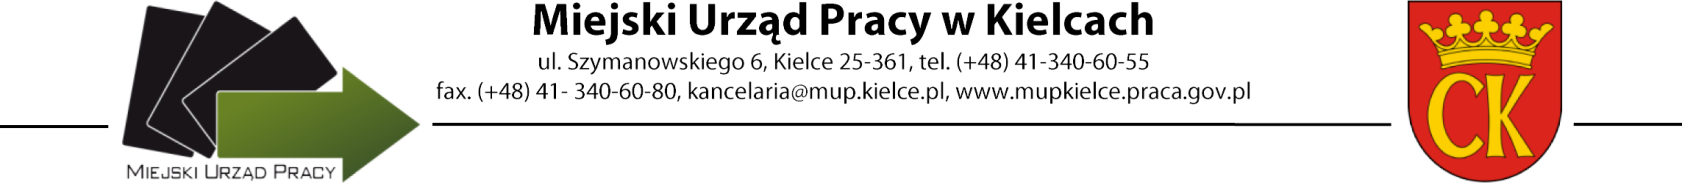 Miejski Urząd Pracy w Kielcach
ul. Szymanowskiego 6, Kielce 25-361, tel. (+48) 41-340-60-55
fax. (+48) 41- 340-60-80, kancelaria@mup.kielce.pl, www.mupkielce.praca.gov.pl
MIEJSKI URZĄD PRACY
CK